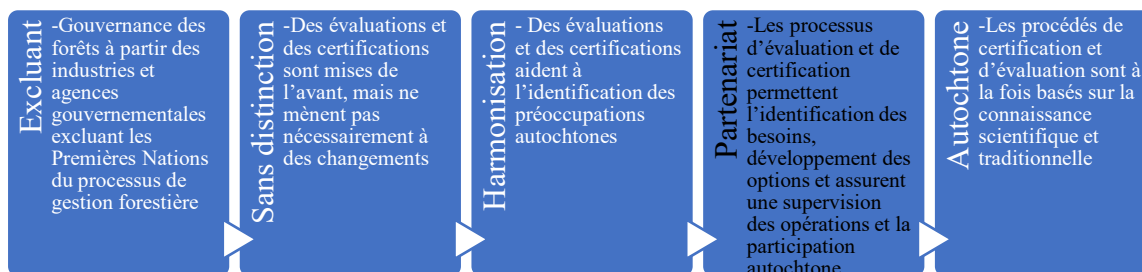 Excluant
-Gouvernance des
forêts à partir des
industries et
agences
gouvernementales
excluant les
Premières Nations
du processus de
gestion forestière
Sans distinction
-Des évaluations et
des certifications
sont mises de
l’avant, mais ne
mènent pas
nécessairement à
des changements
Harmonisation
- Des évaluations
et des certifications
aident à
l’identification des
préoccupations
autochtones
Partenariat
-Les processus
d’évaluation et de
certification
permettent
l’identification des
besoins,
développement des
options et assurent
une supervision
des opérations et la
participation
autochtone
Autochtone
-Les procédés de
certification et
d’évaluation sont à
la fois basés sur la
connaissance
scientifique et
traditionnelle